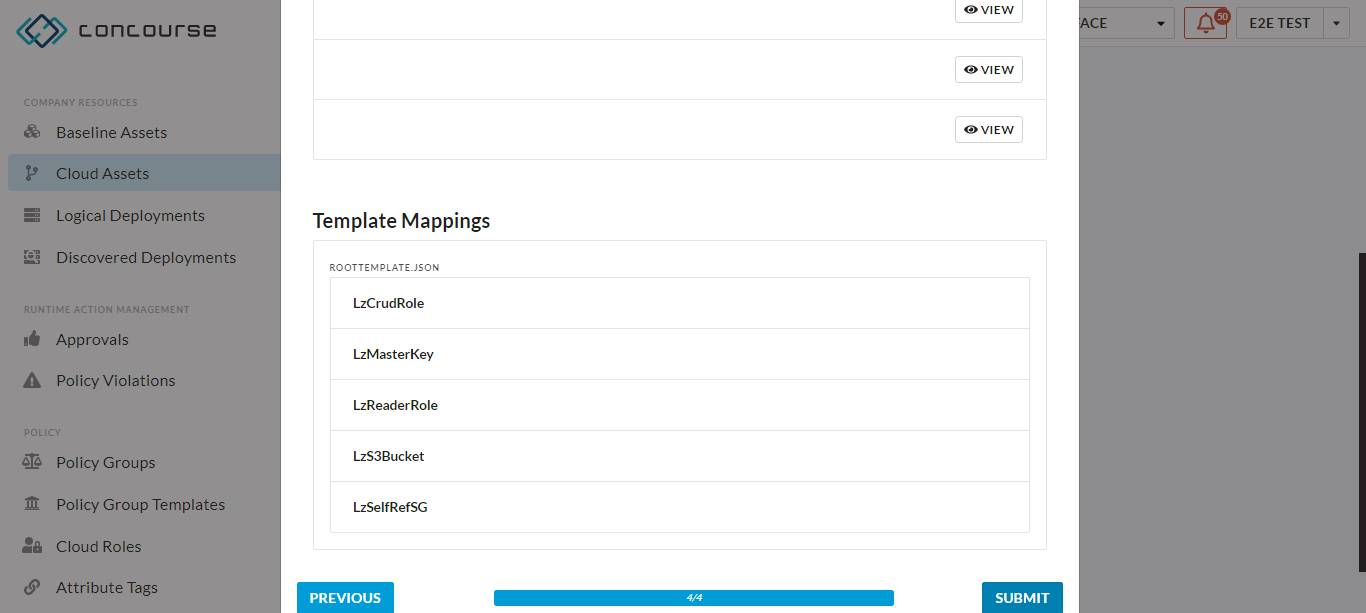 concourse
VIEW
FACE
50
E2E TEST
COMPANY RESOURCES
Baseline Assets
Cloud Assets
Logical Deployments
Discovered Deployments
RUNTIME ACTION MANAGEMENT
Approvals
Policy Violations
POLICY
Policy Groups
Policy Group Templates
Cloud Roles
Attribute Tags
VIEW
VIEW
Template Mappings
ROOTTEMPLATE.JSON
LzCrudRole
LzMasterKey
LzReaderRole
LzS3Bucket
LzSelfRefSG
PREVIOUS
4/4
SUBMIT